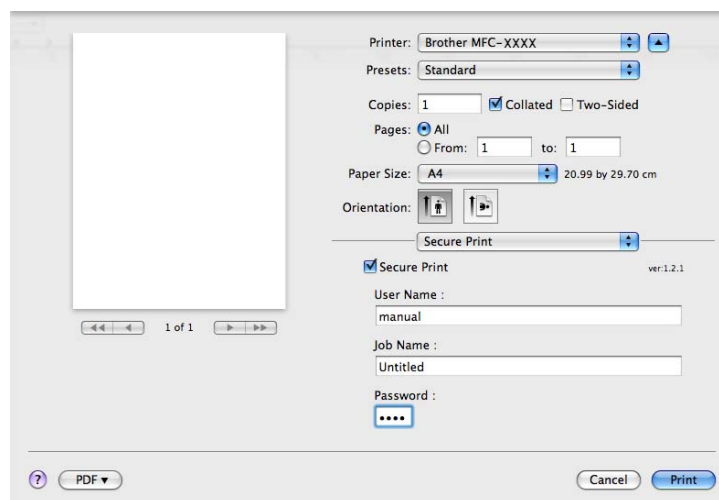 Printer: Brother MFC-XXXX
Presets: Standard
Copies: 1 Collated Two-Sided
Pages: All
From: 1 to: 1
Paper Size: A4 20.99 by 29.70 cm
Orientation:
Secure Print
Secure Print ver:1.2.1
User Name :
manual
Job Name :
Untitled
Password :
••••
1 of 1
? PDF ▼ Cancel Print